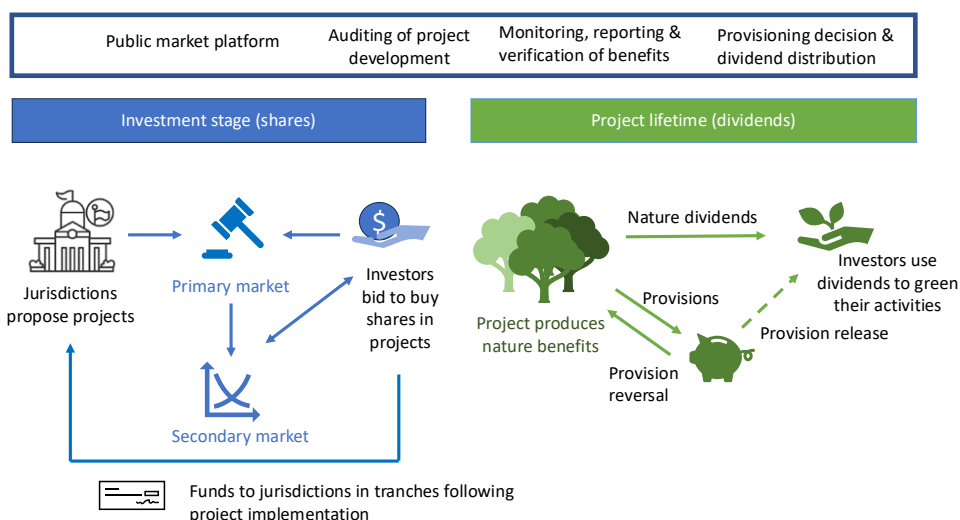 Public market platform
Auditing of project
development
Monitoring, reporting &
verification of benefits
Provisioning decision &
dividend distribution
Investment stage (shares)
Project lifetime (dividends)
Jurisdictions
propose projects
Primary market
$
Investors
bid to buy
shares in
projects
Secondary market
Funds to jurisdictions in tranches following
project implementation
Project produces
nature benefits
Nature dividends
Provisions
Provision
reversal
Provision release
Investors use
dividends to green
their activities